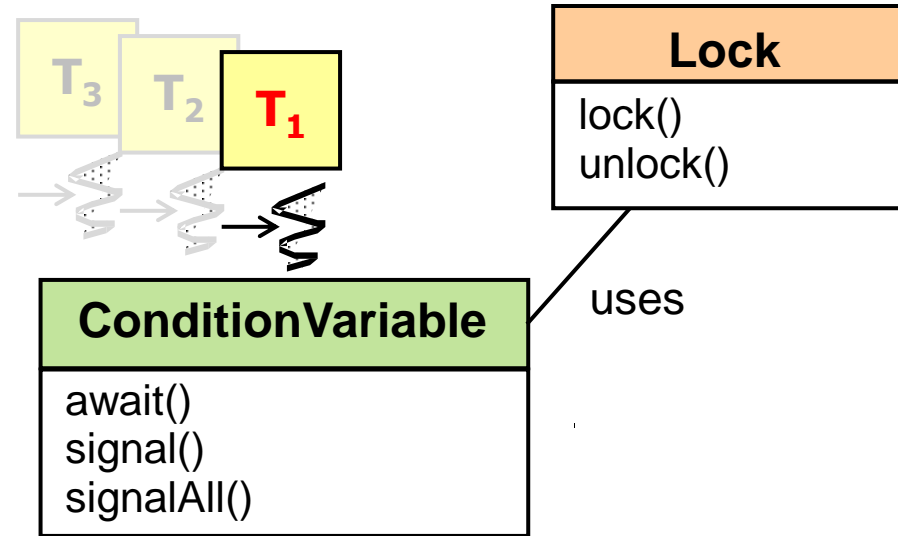 T3
T2
T1
Lock
lock()
unlock()
uses
ConditionVariable
await()
signal()
signalAll()